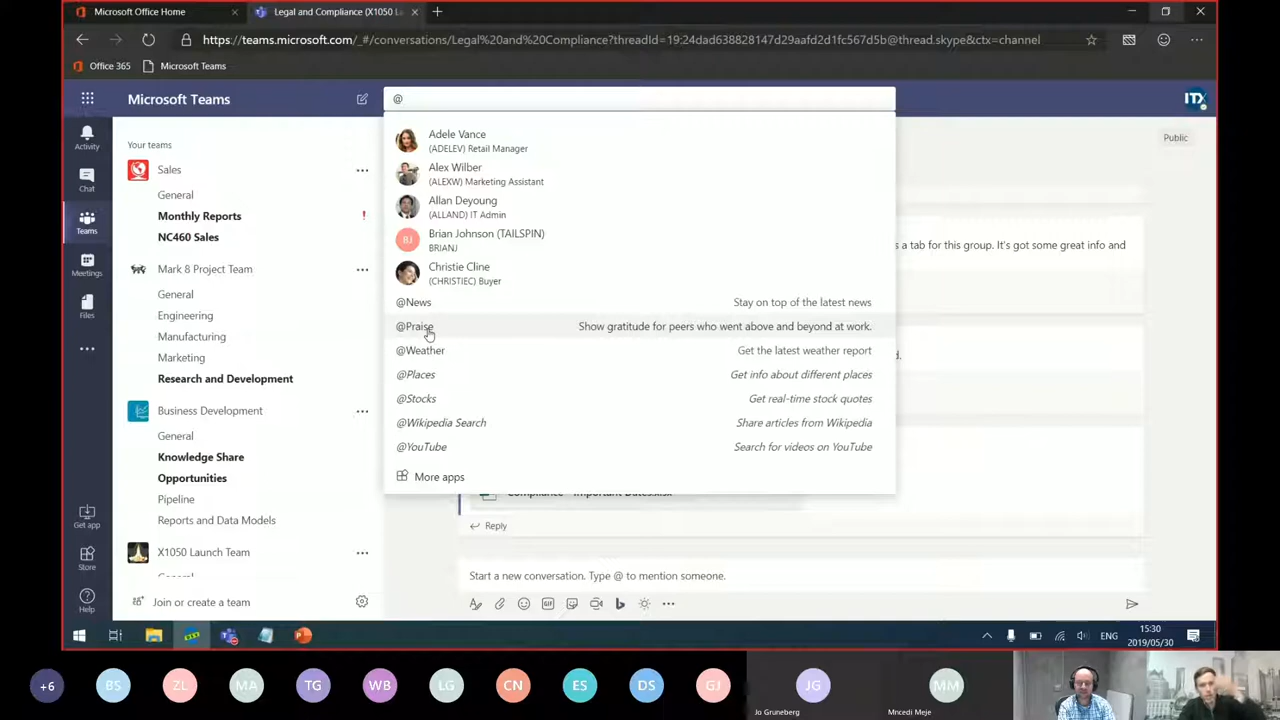 Microsoft Office Home
Legal and Compliance (X1050 L
https://teams.microsoft.com/_#/conversations/Legal%20and%20Compliance?threadId=19:24dad638828147d29aafd2d1fc567d5b@thread.skype&ctx=channel
Office 365
Microsoft Teams
Microsoft Teams
@
ITX
Activity
Chat
Teams
Meetings
Files
Get app
Store
Help
Your teams
Sales
General
Monthly Reports
!
NC460 Sales
Mark 8 Project Team
General
Engineering
Manufacturing
Marketing
Research and Development
Business Development
General
Knowledge Share
Opportunities
Pipeline
Reports and Data Models
X1050 Launch Team
Join or create a team
Adele Vance
(ADELEV) Retail Manager
Alex Wilber
(ALEXW) Marketing Assistant
Allan Deyoung
(ALLAND) IT Admin
BJ
Brian Johnson (TAILSPIN)
BRIANJ
Christie Cline
(CHRISTIEC) Buyer
@News Stay on top of the latest news
@Praise Show gratitude for peers who went above and beyond at work.
@Weather Get the latest weather report
@Places Get info about different places
@Stocks Get real-time stock quotes
@Wikipedia Search Share articles from Wikipedia
@YouTube Search for videos on YouTube
More apps
Public
s a tab for this group. It's got some great info and
d.
Reply
Start a new conversation. Type @ to mention someone.
GIF
ENG
15:30
2019/05/30
+6
BS
ZL
MA
TG
WB
LG
CN
ES
DS
GJ
JG
Jo Gruneberg
MM
Mncedi Meje